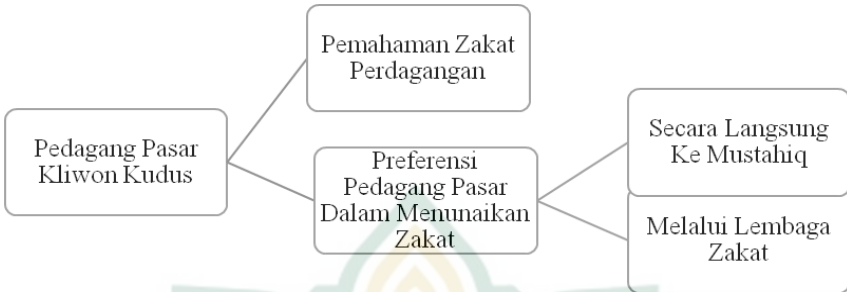 Pemahaman Zakat
Perdagangan
Pedagang Pasar
Kliwon Kudus
Preferensi
Pedagang Pasar
Dalam Menunaikan
Zakat
Secara Langsung
Ke Mustahiq
Melalui Lembaga
Zakat